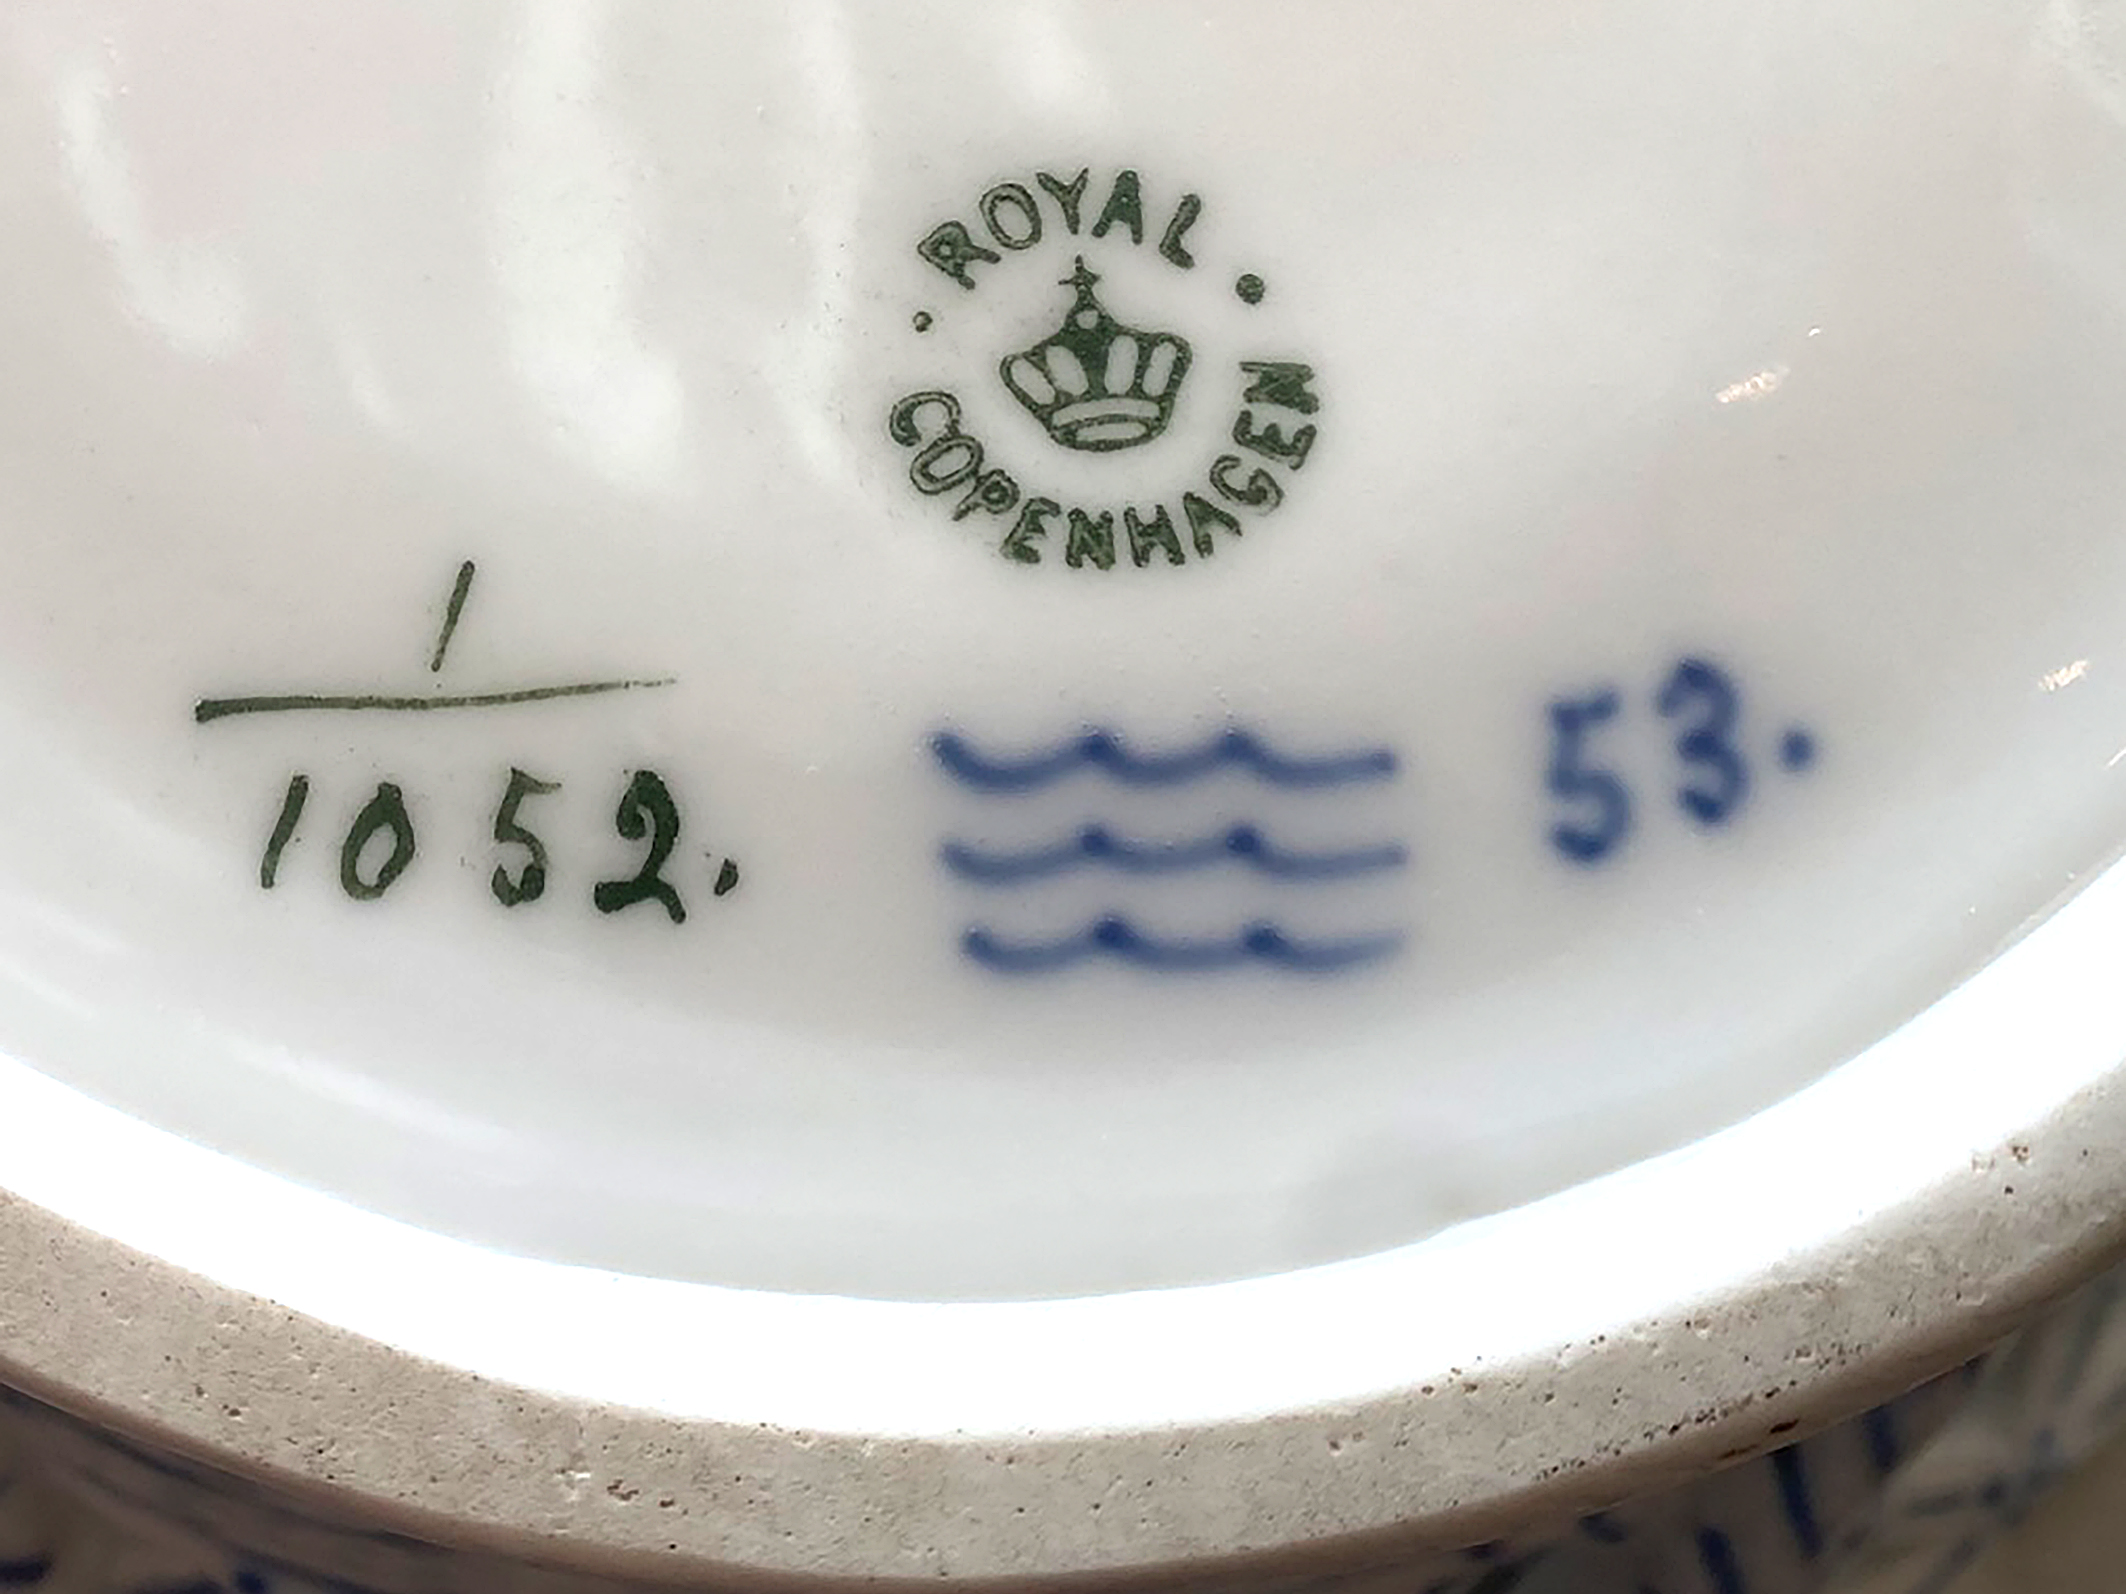 ROYAL
COPENHAGEN
1
1052.
53.